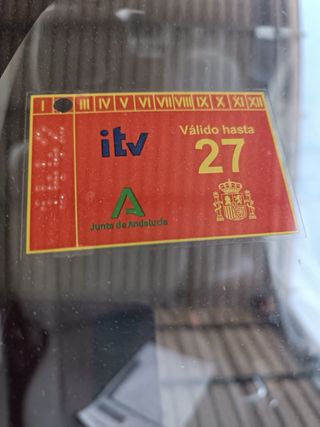 I III IV V VI VII VIII IX X XI XII
itv
Válido hasta
27
Junta de Andalucía